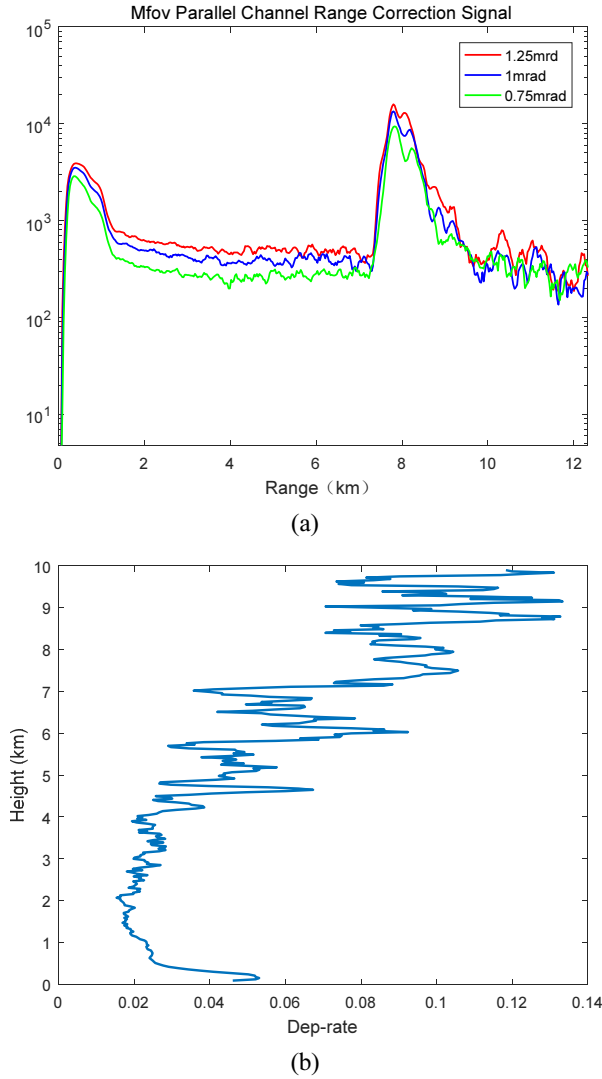 Mfov Parallel Channel Range Correction Signal
10^5
10^4
10^3
10^2
10^1
1.25mrd
1mrad
0.75mrad
0 2 4 6 8 10 12
Range（km）
(a)
10
9
8
7
6
5
4
3
2
1
0
Height (km)
0 0.02 0.04 0.06 0.08 0.1 0.12 0.14
Dep-rate
(b)